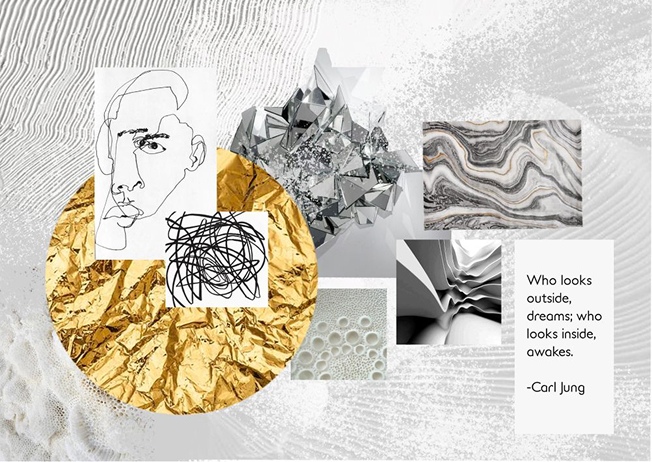 Who looks
outside,
dreams; who
looks inside,
awakes.
-Carl Jung